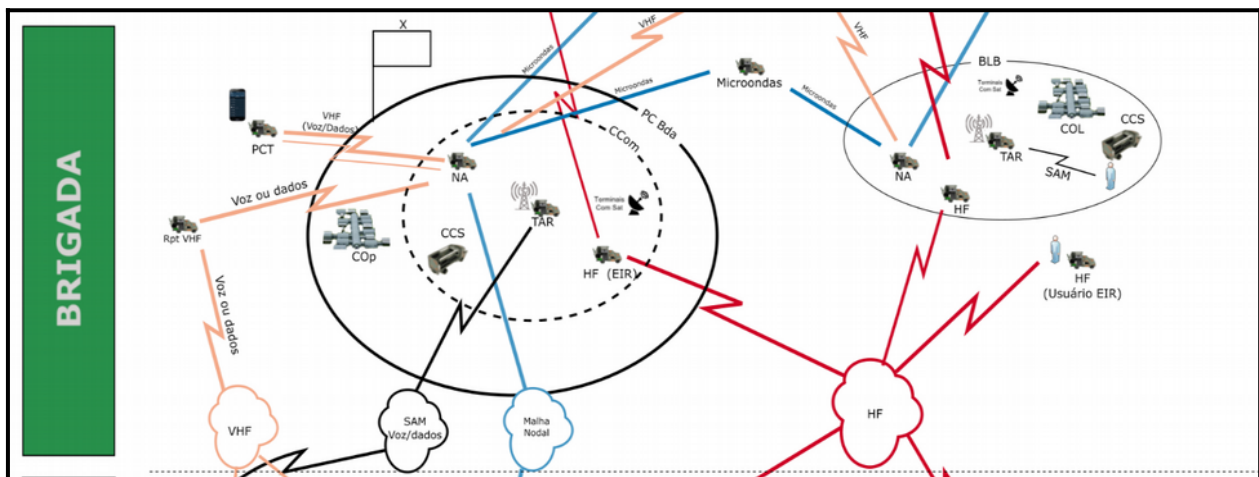 BRIGADA
X
VHF
Microondas
Microondas
Microondas
Microondas
VHF
BLB
Terminais
Com Sat
COL
CCS
TAR
NA
SAM
HF
PC Bda
CCom
VHF
(Voz/Dados)
PCT
NA
Voz ou dados
Rpt VHF
COp
CCS
TAR
Terminais
Com Sat
HF (EIR)
HF
(Usuário EIR)
Voz ou dados
VHF
SAM
Voz/dados
Malha
Nodal
HF